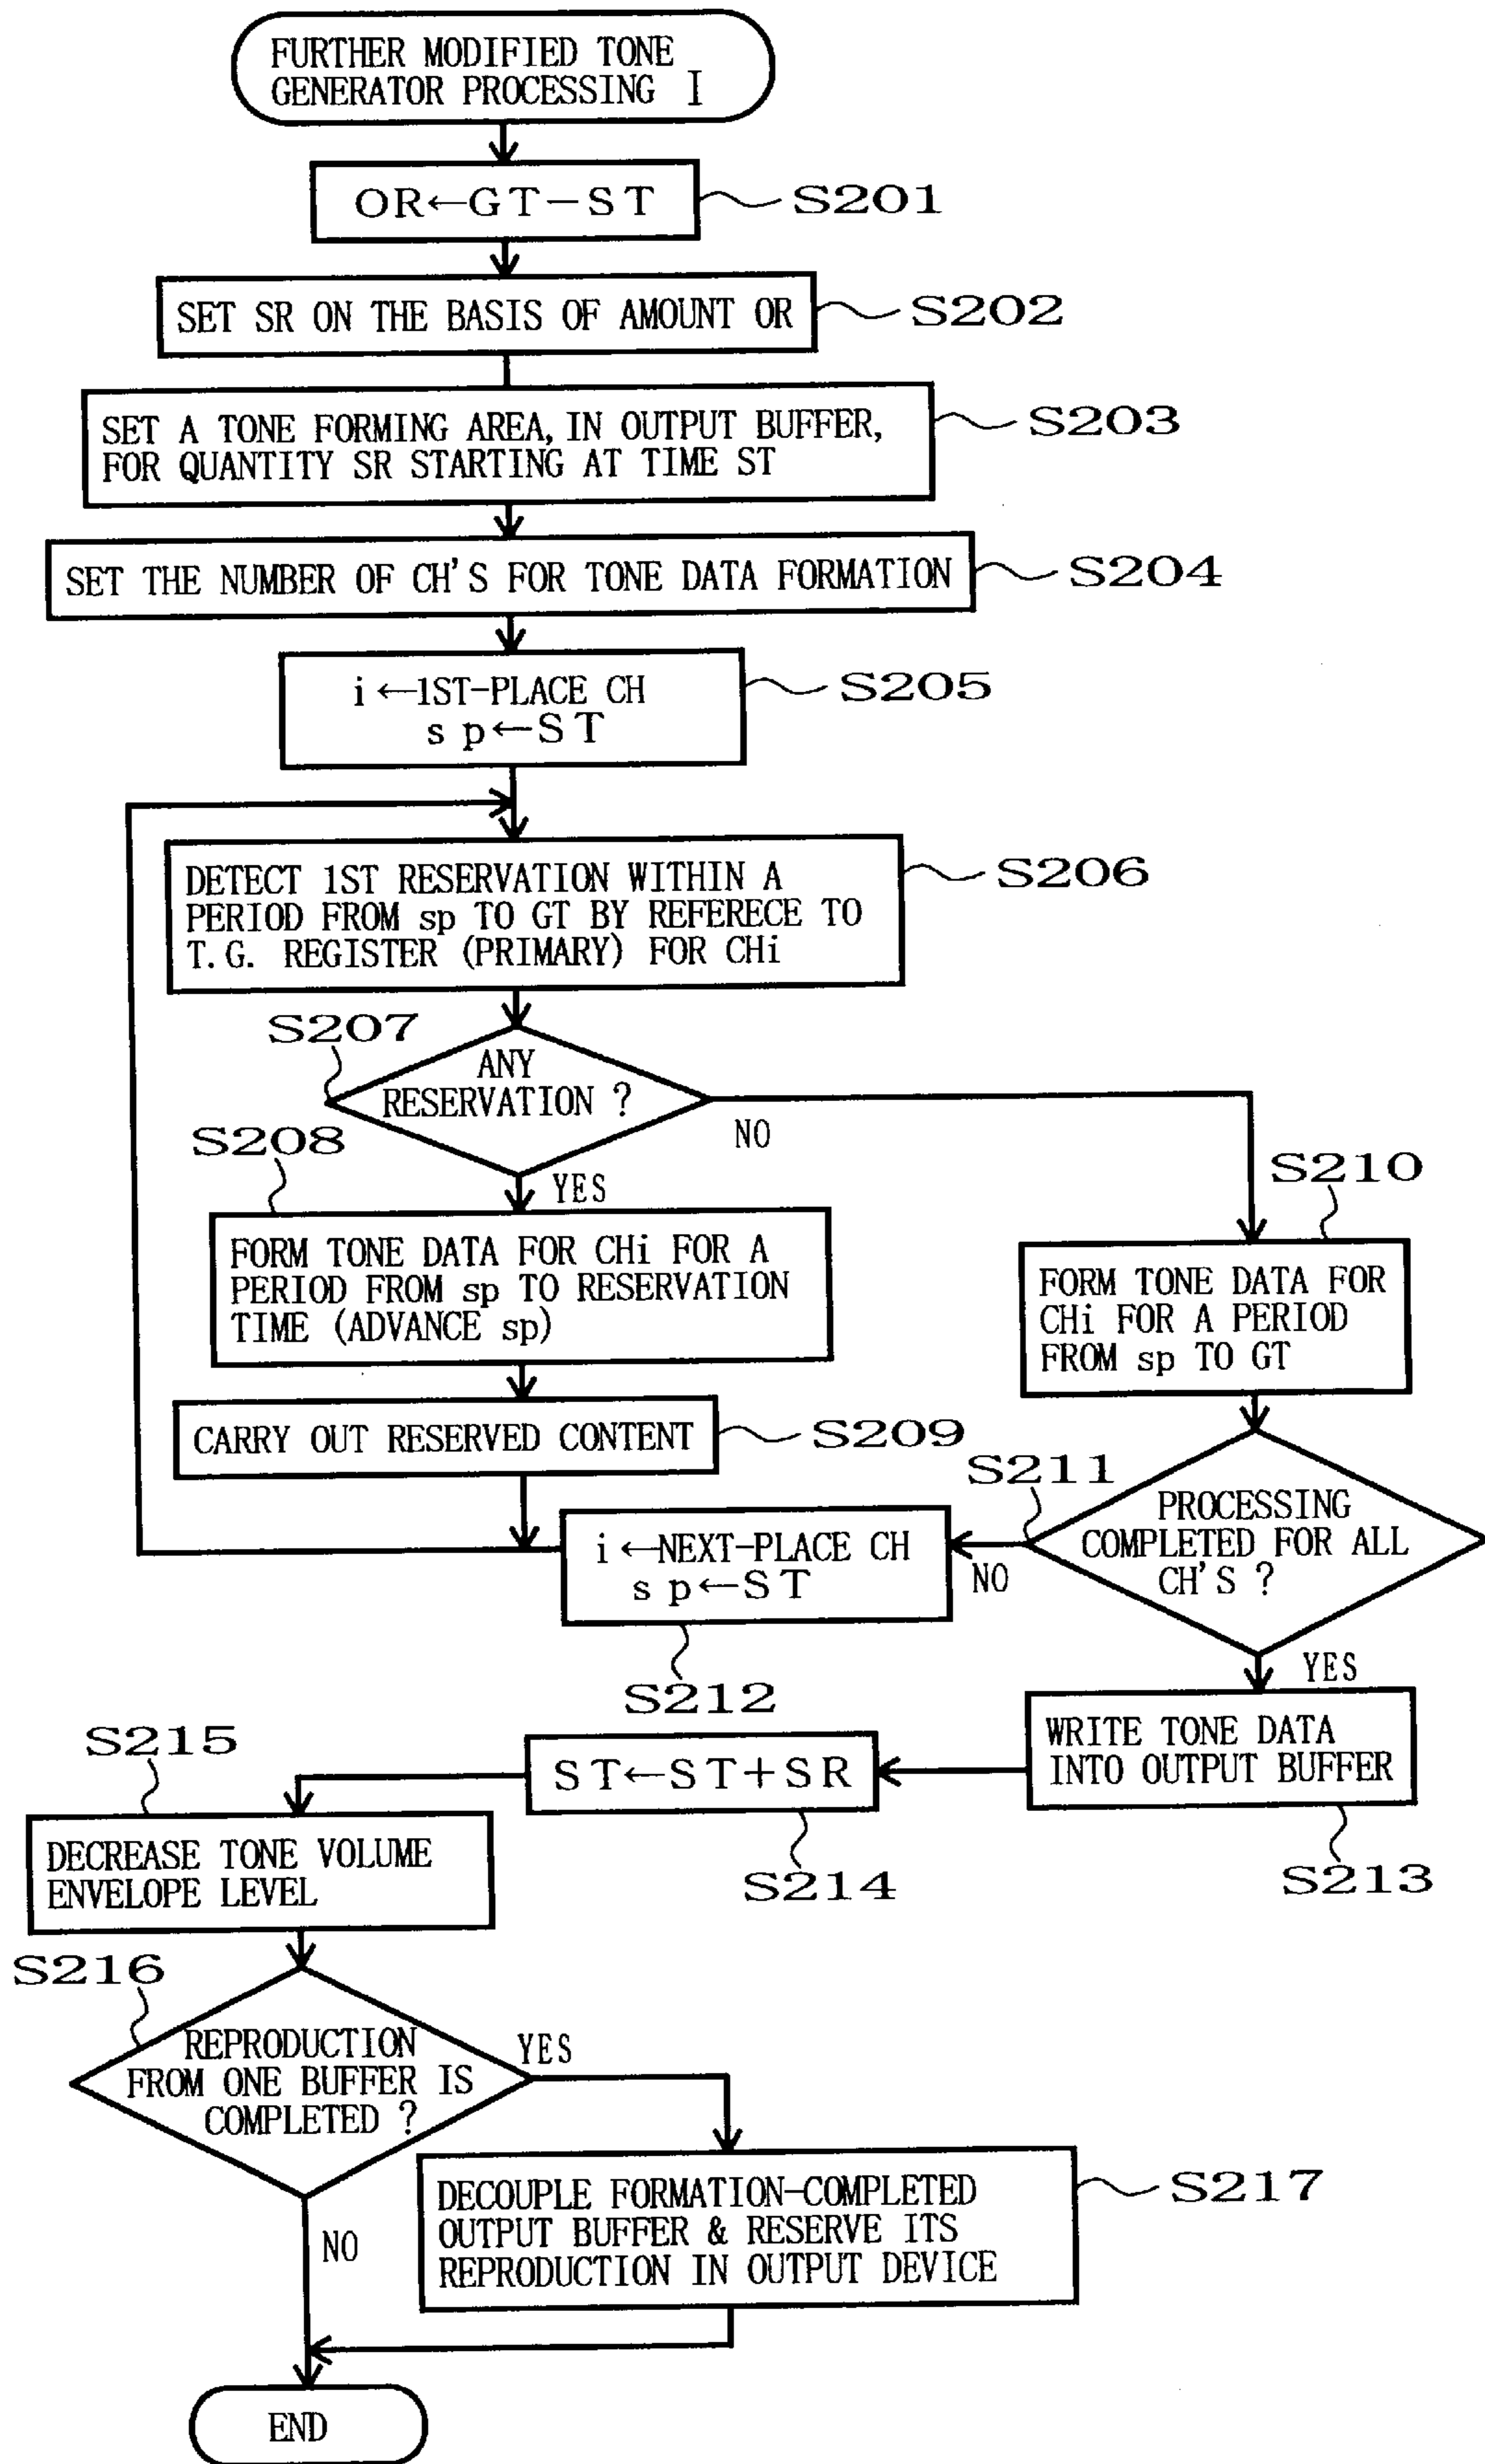 FURTHER MODIFIED TONE
GENERATOR PROCESSING I
OR←GT-ST
S201
SET SR ON THE BASIS OF AMOUNT OR
S202
SET A TONE FORMING AREA, IN OUTPUT BUFFER,
FOR QUANTITY SR STARTING AT TIME ST
S203
SET THE NUMBER OF CH'S FOR TONE DATA FORMATION
S204
i←1ST-PLACE CH
sp←ST
S205
DETECT 1ST RESERVATION WITHIN A
PERIOD FROM sp TO GT BY REFERECE TO
T.G. REGISTER (PRIMARY) FOR CHi
S206
S207
ANY
RESERVATION ?
NO
YES
S208
FORM TONE DATA FOR CHi FOR A
PERIOD FROM sp TO RESERVATION
TIME (ADVANCE sp)
CARRY OUT RESERVED CONTENT
S209
S210
FORM TONE DATA FOR
CHi FOR A PERIOD
FROM sp TO GT
S211
PROCESSING
COMPLETED FOR ALL
CH'S ?
NO
YES
i←NEXT-PLACE CH
sp←ST
S212
WRITE TONE DATA
INTO OUTPUT BUFFER
S213
ST←ST+SR
S214
S215
DECREASE TONE VOLUME
ENVELOPE LEVEL
S216
REPRODUCTION
FROM ONE BUFFER IS
COMPLETED ?
YES
NO
DECOUPLE FORMATION-COMPLETED
OUTPUT BUFFER & RESERVE ITS
REPRODUCTION IN OUTPUT DEVICE
S217
END